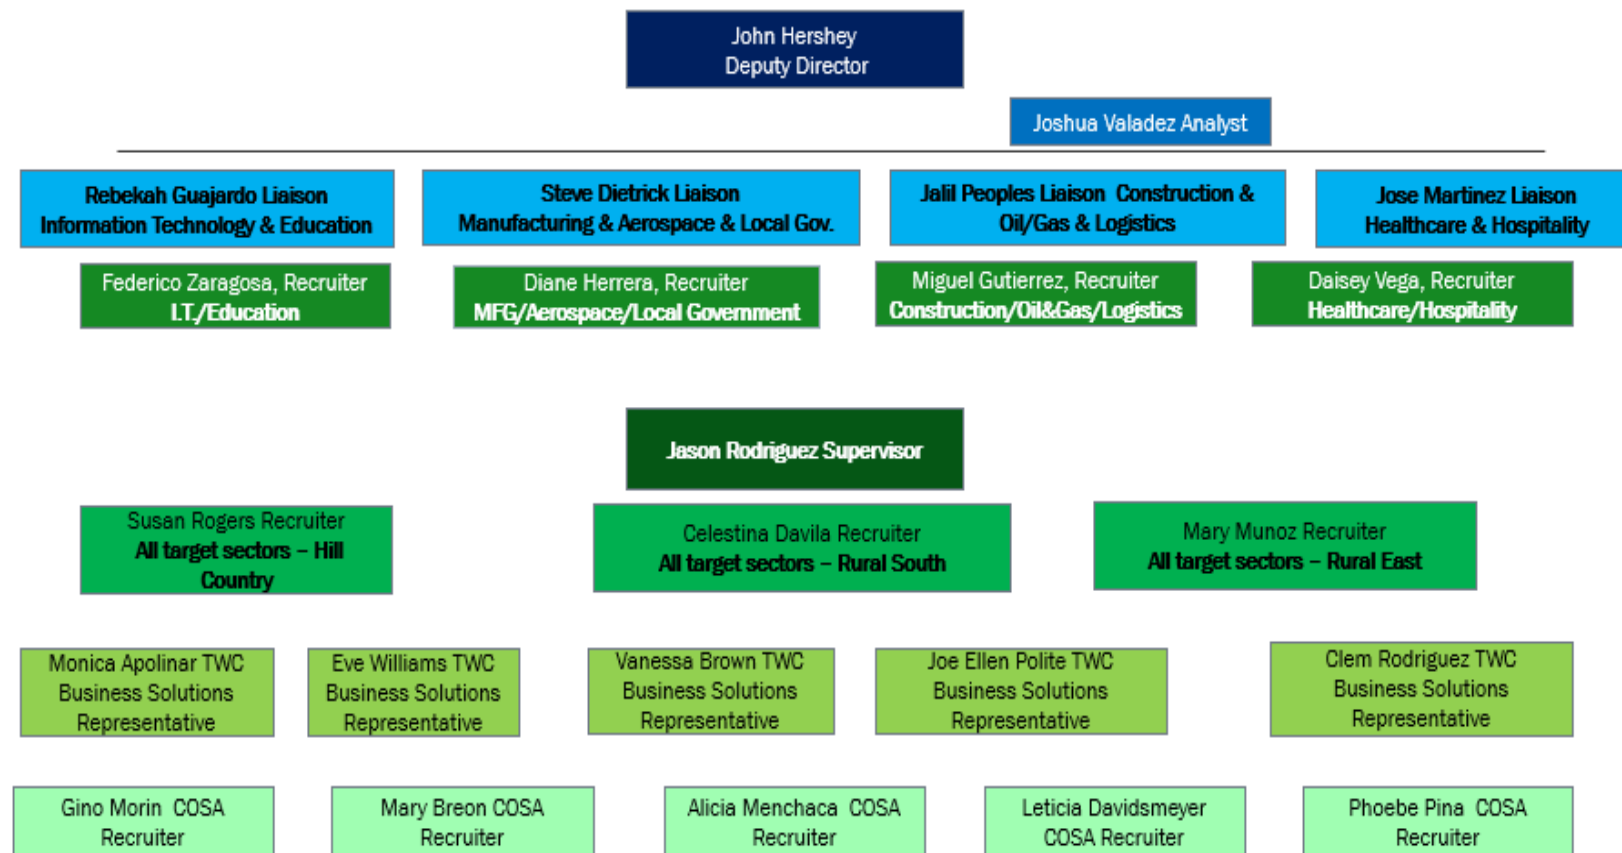 John Hershey
Deputy Director
Joshua Valadez Analyst
Rebekah Guajardo Liaison
Information Technology & Education
Steve Dietrick Liaison
Manufacturing & Aerospace & Local Gov.
Jalil Peoples Liaison  Construction &
Oil/Gas & Logistics
Jose Martinez Liaison
Healthcare & Hospitality
Federico Zaragosa, Recruiter
I.T./Education
Diane Herrera, Recruiter
MFG/Aerospace/Local Government
Miguel Gutierrez, Recruiter
Construction/Oil&Gas/Logistics
Daisey Vega, Recruiter
Healthcare/Hospitality
Jason Rodriguez Supervisor
Susan Rogers Recruiter
All target sectors – Hill
Country
Celestina Davila Recruiter
All target sectors – Rural South
Mary Munoz Recruiter
All target sectors – Rural East
Monica Apolinar TWC
Business Solutions
Representative
Eve Williams TWC
Business Solutions
Representative
Vanessa Brown TWC
Business Solutions
Representative
Joe Ellen Polite TWC
Business Solutions
Representative
Clem Rodriguez TWC
Business Solutions
Representative
Gino Morin  COSA
Recruiter
Mary Breon COSA
Recruiter
Alicia Menchaca  COSA
Recruiter
Leticia Davidsmeyer
COSA Recruiter
Phoebe Pina  COSA
Recruiter